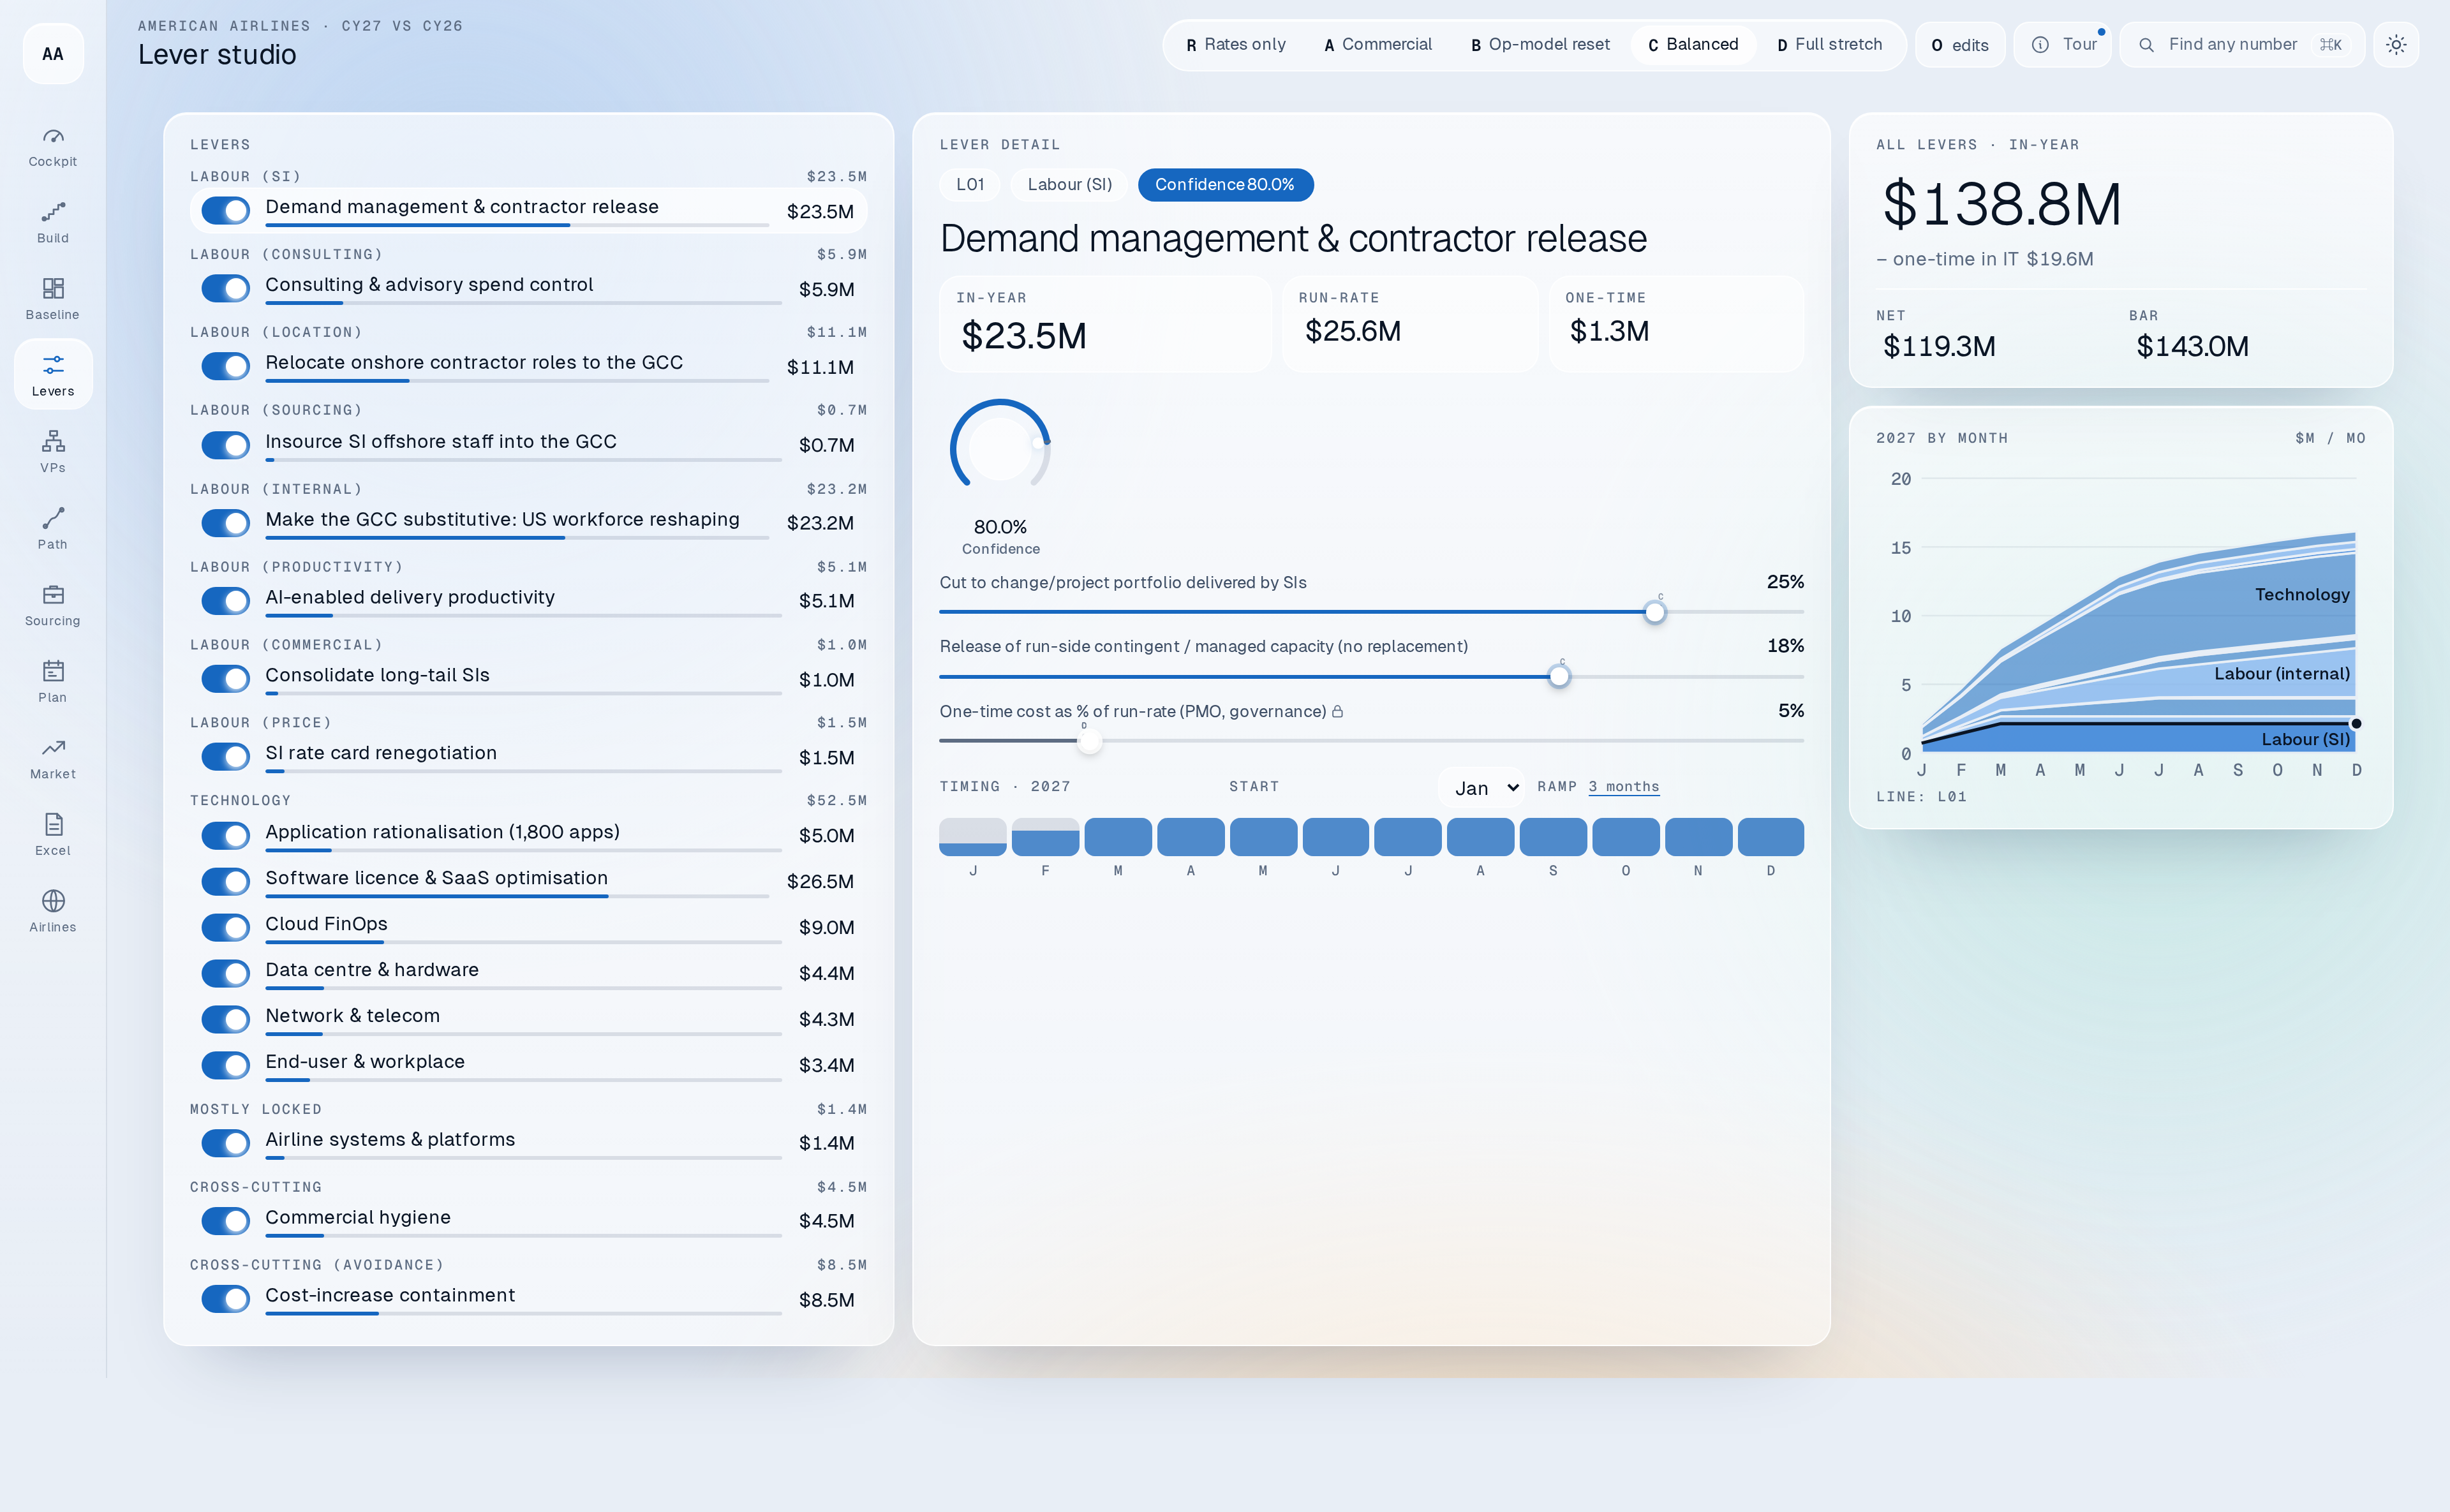 AA
Cockpit
Build
Baseline
Levers
VPs
Path
Sourcing
Plan
Market
Excel
Airlines
AMERICAN AIRLINES · CY27 VS CY26
Lever studio
R Rates only
A Commercial
B Op-model reset
C Balanced
D Full stretch
0 edits
Tour
Find any number ⌘K
LEVERS
LABOUR (SI) $23.5M
Demand management & contractor release $23.5M
LABOUR (CONSULTING) $5.9M
Consulting & advisory spend control $5.9M
LABOUR (LOCATION) $11.1M
Relocate onshore contractor roles to the GCC $11.1M
LABOUR (SOURCING) $0.7M
Insource SI offshore staff into the GCC $0.7M
LABOUR (INTERNAL) $23.2M
Make the GCC substitutive: US workforce reshaping $23.2M
LABOUR (PRODUCTIVITY) $5.1M
AI-enabled delivery productivity $5.1M
LABOUR (COMMERCIAL) $1.0M
Consolidate long-tail SIs $1.0M
LABOUR (PRICE) $1.5M
SI rate card renegotiation $1.5M
TECHNOLOGY $52.5M
Application rationalisation (1,800 apps) $5.0M
Software licence & SaaS optimisation $26.5M
Cloud FinOps $9.0M
Data centre & hardware $4.4M
Network & telecom $4.3M
End-user & workplace $3.4M
MOSTLY LOCKED $1.4M
Airline systems & platforms $1.4M
CROSS-CUTTING $4.5M
Commercial hygiene $4.5M
CROSS-CUTTING (AVOIDANCE) $8.5M
Cost-increase containment $8.5M
LEVER DETAIL
L01 Labour (SI) Confidence 80.0%
Demand management & contractor release
IN-YEAR RUN-RATE ONE-TIME
$23.5M $25.6M $1.3M
80.0%
Confidence
Cut to change/project portfolio delivered by SIs 25%
C
Release of run-side contingent / managed capacity (no replacement) 18%
C
One-time cost as % of run-rate (PMO, governance) 5%
D
TIMING · 2027 START Jan RAMP 3 months
J F M A M J J A S O N D
ALL LEVERS · IN-YEAR
$138.8M
− one-time in IT $19.6M
NET BAR
$119.3M $143.0M
2027 BY MONTH $M / MO
20
15
Technology
10
5
Labour (internal)
Labour (SI)
0
J F M A M J J A S O N D
LINE: L01